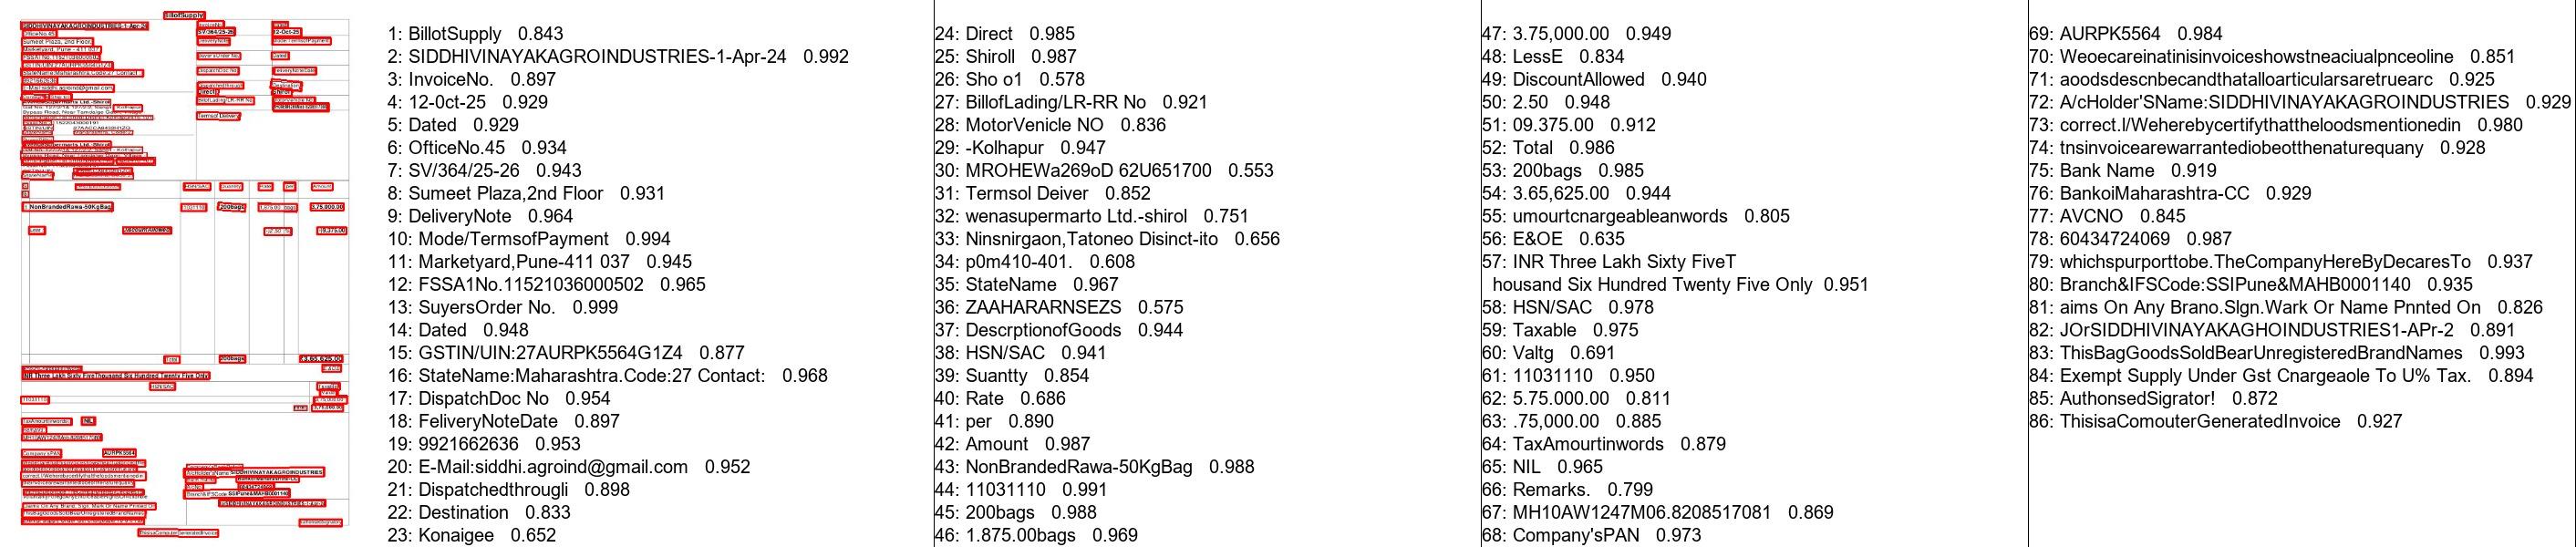 1: BillotSupply 0.843
2: SIDDHIVINAYAKAGROINDUSTRIES-1-Apr-24 0.992
3: InvoiceNo. 0.897
4: 12-0ct-25 0.929
5: Dated 0.929
6: OfticeNo.45 0.934
7: SV/364/25-26 0.943
8: Sumeet Plaza,2nd Floor 0.931
9: DeliveryNote 0.964
10: Mode/TermsofPayment 0.994
11: Marketyard,Pune-411 037 0.945
12: FSSA1No.11521036000502 0.965
13: SuyersOrder No. 0.999
14: Dated 0.948
15: GSTIN/UIN:27AURPK5564G1Z4 0.877
16: StateName:Maharashtra.Code:27 Contact: 0.968
17: DispatchDoc No 0.954
18: FeliveryNoteDate 0.897
19: 9921662636 0.953
20: E-Mail:siddhi.agroind@gmail.com 0.952
21: Dispatchedthrougli 0.898
22: Destination 0.833
23: Konaigee 0.652
24: Direct 0.985
25: Shiroll 0.987
26: Sho o1 0.578
27: BillofLading/LR-RR No 0.921
28: MotorVenicle NO 0.836
29: -Kolhapur 0.947
30: MROHEWa269oD 62U651700 0.553
31: Termsol Deiver 0.852
32: wenasupermarto Ltd.-shirol 0.751
33: Ninsnirgaon,Tatoneo Disinct-ito 0.656
34: p0m410-401. 0.608
35: StateName 0.967
36: ZAAHARARNSEZS 0.575
37: DescrptionofGoods 0.944
38: HSN/SAC 0.941
39: Suantty 0.854
40: Rate 0.686
41: per 0.890
42: Amount 0.987
43: NonBrandedRawa-50KgBag 0.988
44: 11031110 0.991
45: 200bags 0.988
46: 1.875.00bags 0.969
47: 3.75,000.00 0.949
48: LessE 0.834
49: DiscountAllowed 0.940
50: 2.50 0.948
51: 09.375.00 0.912
52: Total 0.986
53: 200bags 0.985
54: 3.65,625.00 0.944
55: umourtcnargeableanwords 0.805
56: E&OE 0.635
57: INR Three Lakh Sixty FiveT
housand Six Hundred Twenty Five Only 0.951
58: HSN/SAC 0.978
59: Taxable 0.975
60: Valtg 0.691
61: 11031110 0.950
62: 5.75.000.00 0.811
63: .75,000.00 0.885
64: TaxAmourtinwords 0.879
65: NIL 0.965
66: Remarks. 0.799
67: MH10AW1247M06.8208517081 0.869
68: Company'sPAN 0.973
69: AURPK5564 0.984
70: Weoecareinatinisinvoiceshowstneaciualpnceoline 0.851
71: aoodsdescnbecandthatalloarticularsaretruearc 0.925
72: A/cHolder'SName:SIDDHIVINAYAKAGROINDUSTRIES 0.929
73: correct.l/Weherebycertifythattheloodsmentionedin 0.980
74: tnsinvoicearewarrantediobeotthenaturequany 0.928
75: Bank Name 0.919
76: BankoiMaharashtra-CC 0.929
77: AVCNO 0.845
78: 60434724069 0.987
79: whichspurporttobe.TheCompanyHereByDecaresTo 0.937
80: Branch&IFSCode:SSIPune&MAHB0001140 0.935
81: aims On Any Brano.Slgn.Wark Or Name Pnnted On 0.826
82: JOrSIDDHIVINAYAKAGHOINDUSTRIES1-APr-2 0.891
83: ThisBagGoodsSoldBearUnregisteredBrandNames 0.993
84: Exempt Supply Under Gst Cnargeaole To U% Tax. 0.894
85: AuthonsedSigrator! 0.872
86: ThisisaComouterGeneratedInvoice 0.927